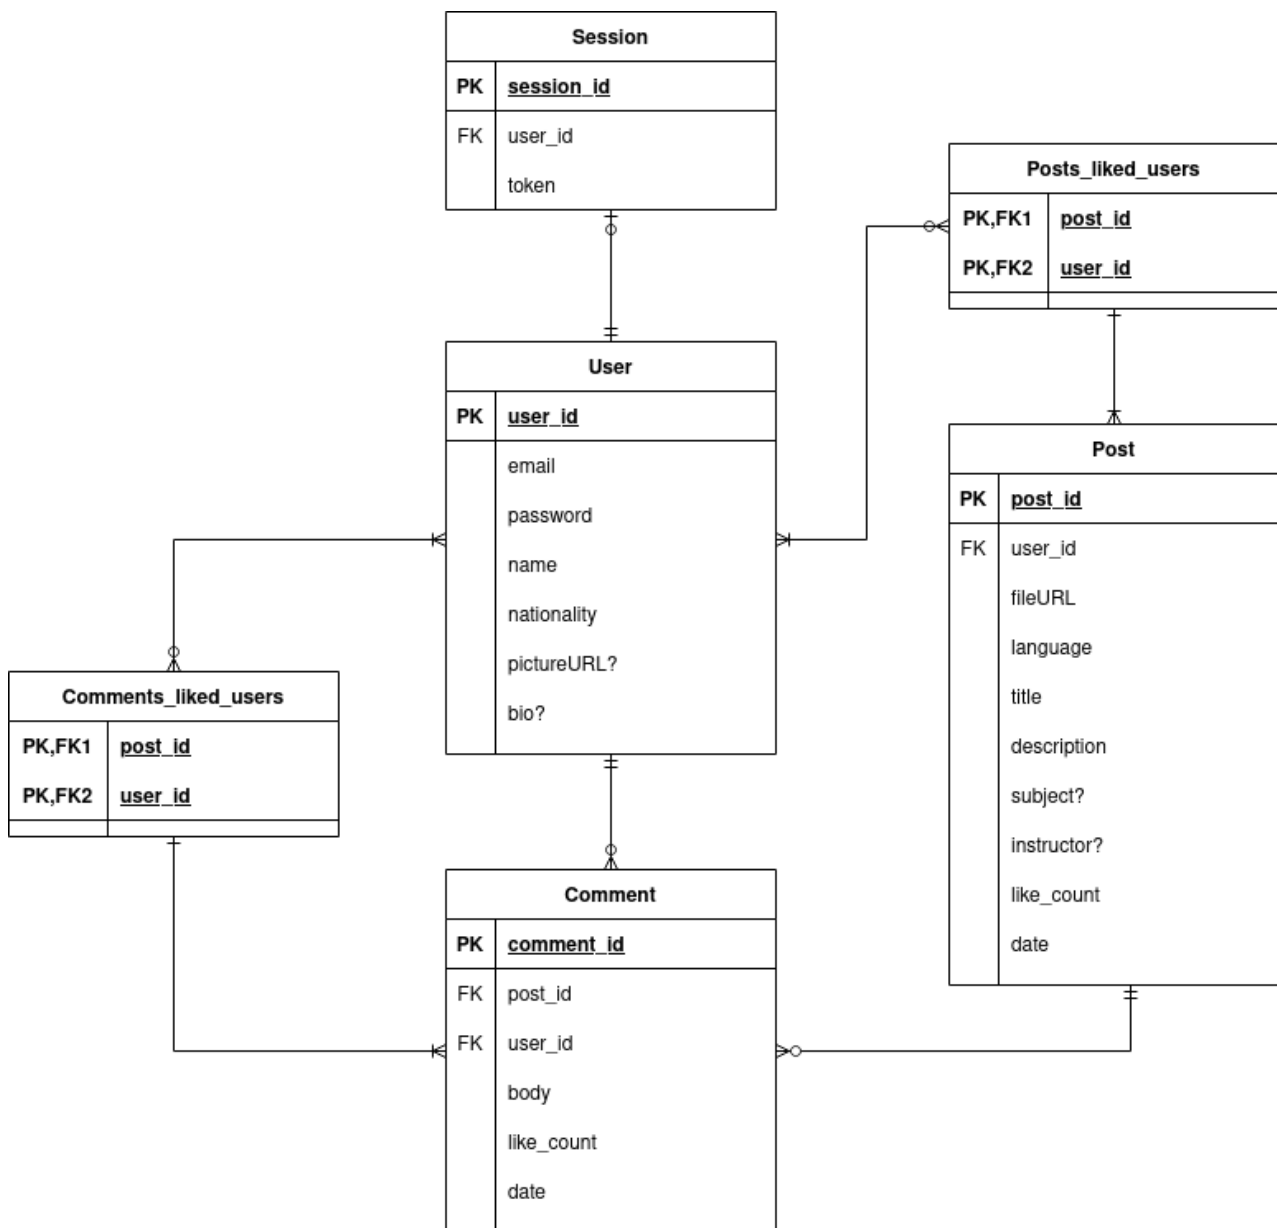 Session
PK session_id
FK user_id
token
Posts_liked_users
PK,FK1 post_id
PK,FK2 user_id
User
PK user_id
email
password
name
nationality
pictureURL?
bio?
Post
PK post_id
FK user_id
fileURL
language
title
description
subject?
instructor?
like_count
date
Comments_liked_users
PK,FK1 post_id
PK,FK2 user_id
Comment
PK comment_id
FK post_id
FK user_id
body
like_count
date